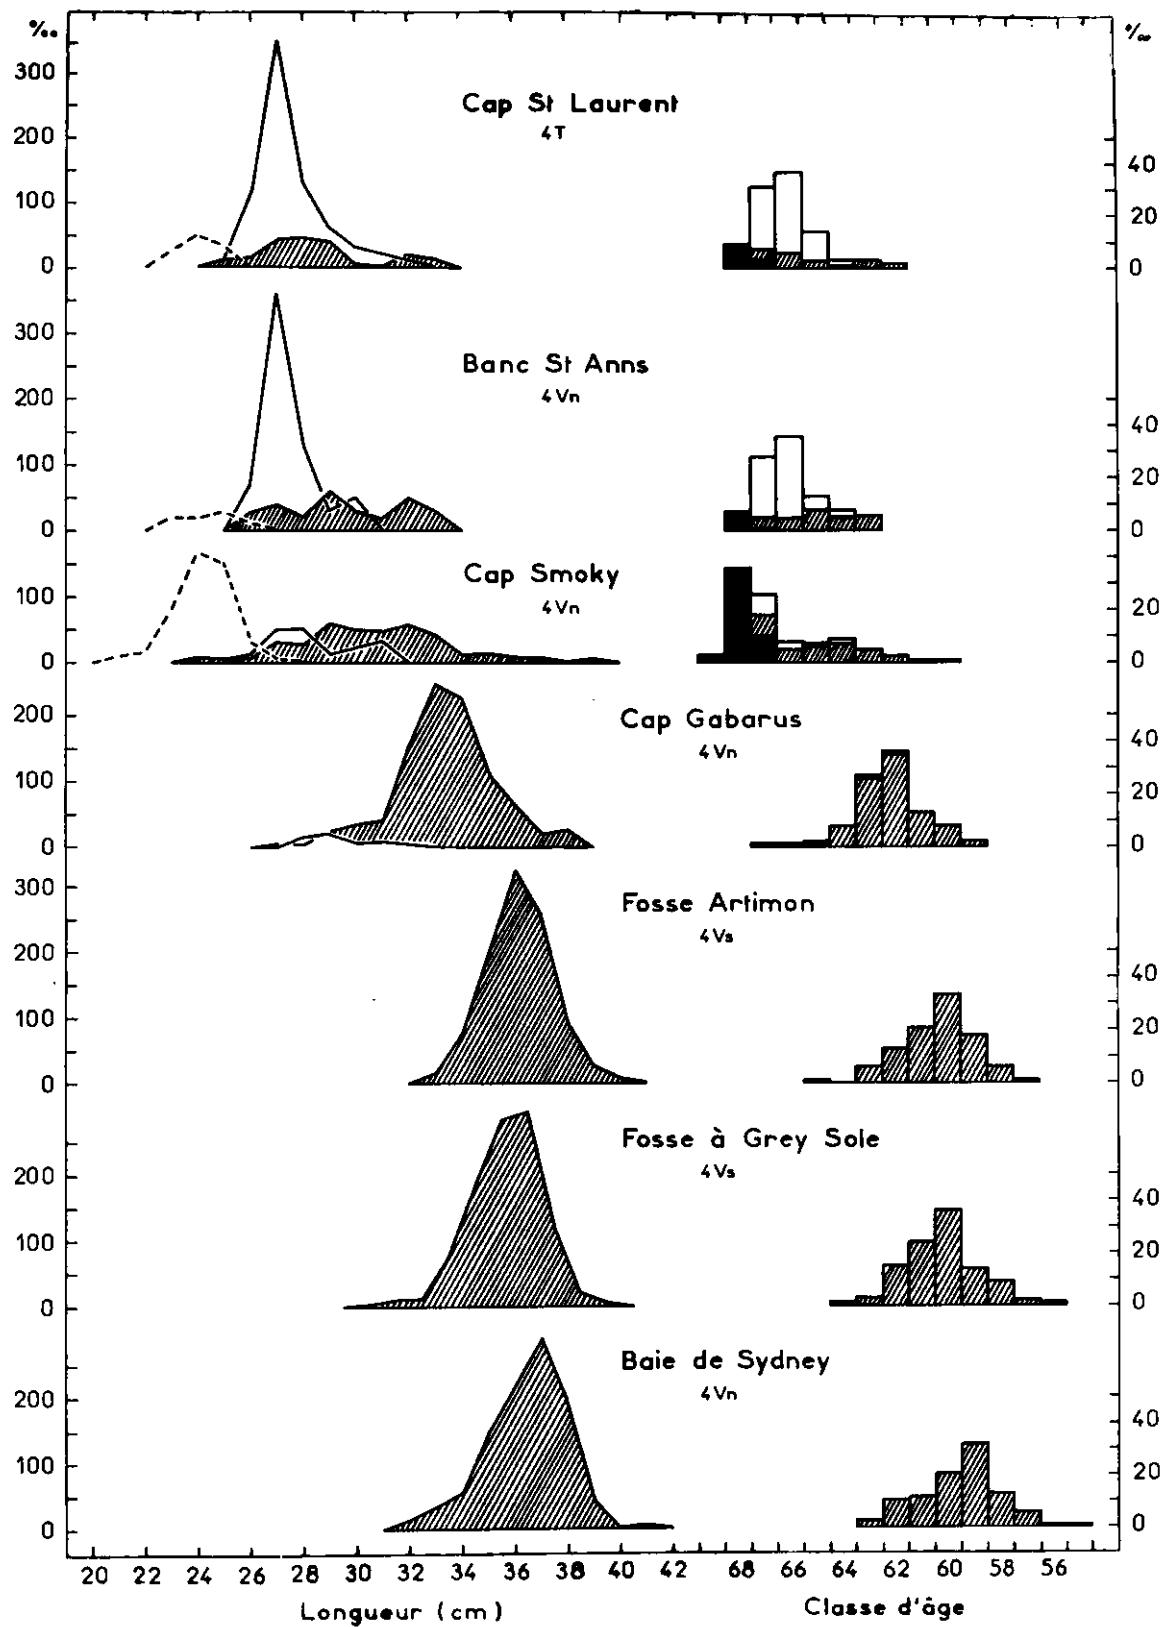 ‰ %
300
200
100
0
Cap St Laurent
4T
40
20
0
300
200
100
0
Banc St Anns
4Vn
40
20
0
100
0
Cap Smoky
4Vn
20
0
200
100
0
Cap Gabarus
4Vn
40
20
0
300
200
100
0
Fosse Artimon
4Vs
40
20
0
200
100
0
Fosse à Grey Sole
4Vs
40
20
0
200
100
0
Baie de Sydney
4Vn
40
20
0
20 22 24 26 28 30 32 34 36 38 40 42 68 66 64 62 60 58 56
Longueur (cm) Classe d'âge